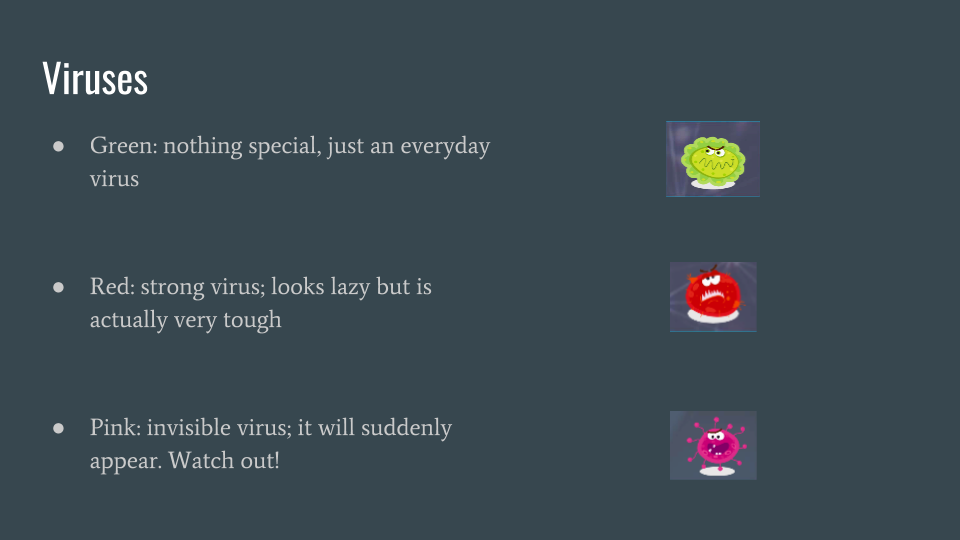 Viruses
● Green: nothing special, just an everyday
virus
● Red: strong virus; looks lazy but is
actually very tough
● Pink: invisible virus; it will suddenly
appear. Watch out!